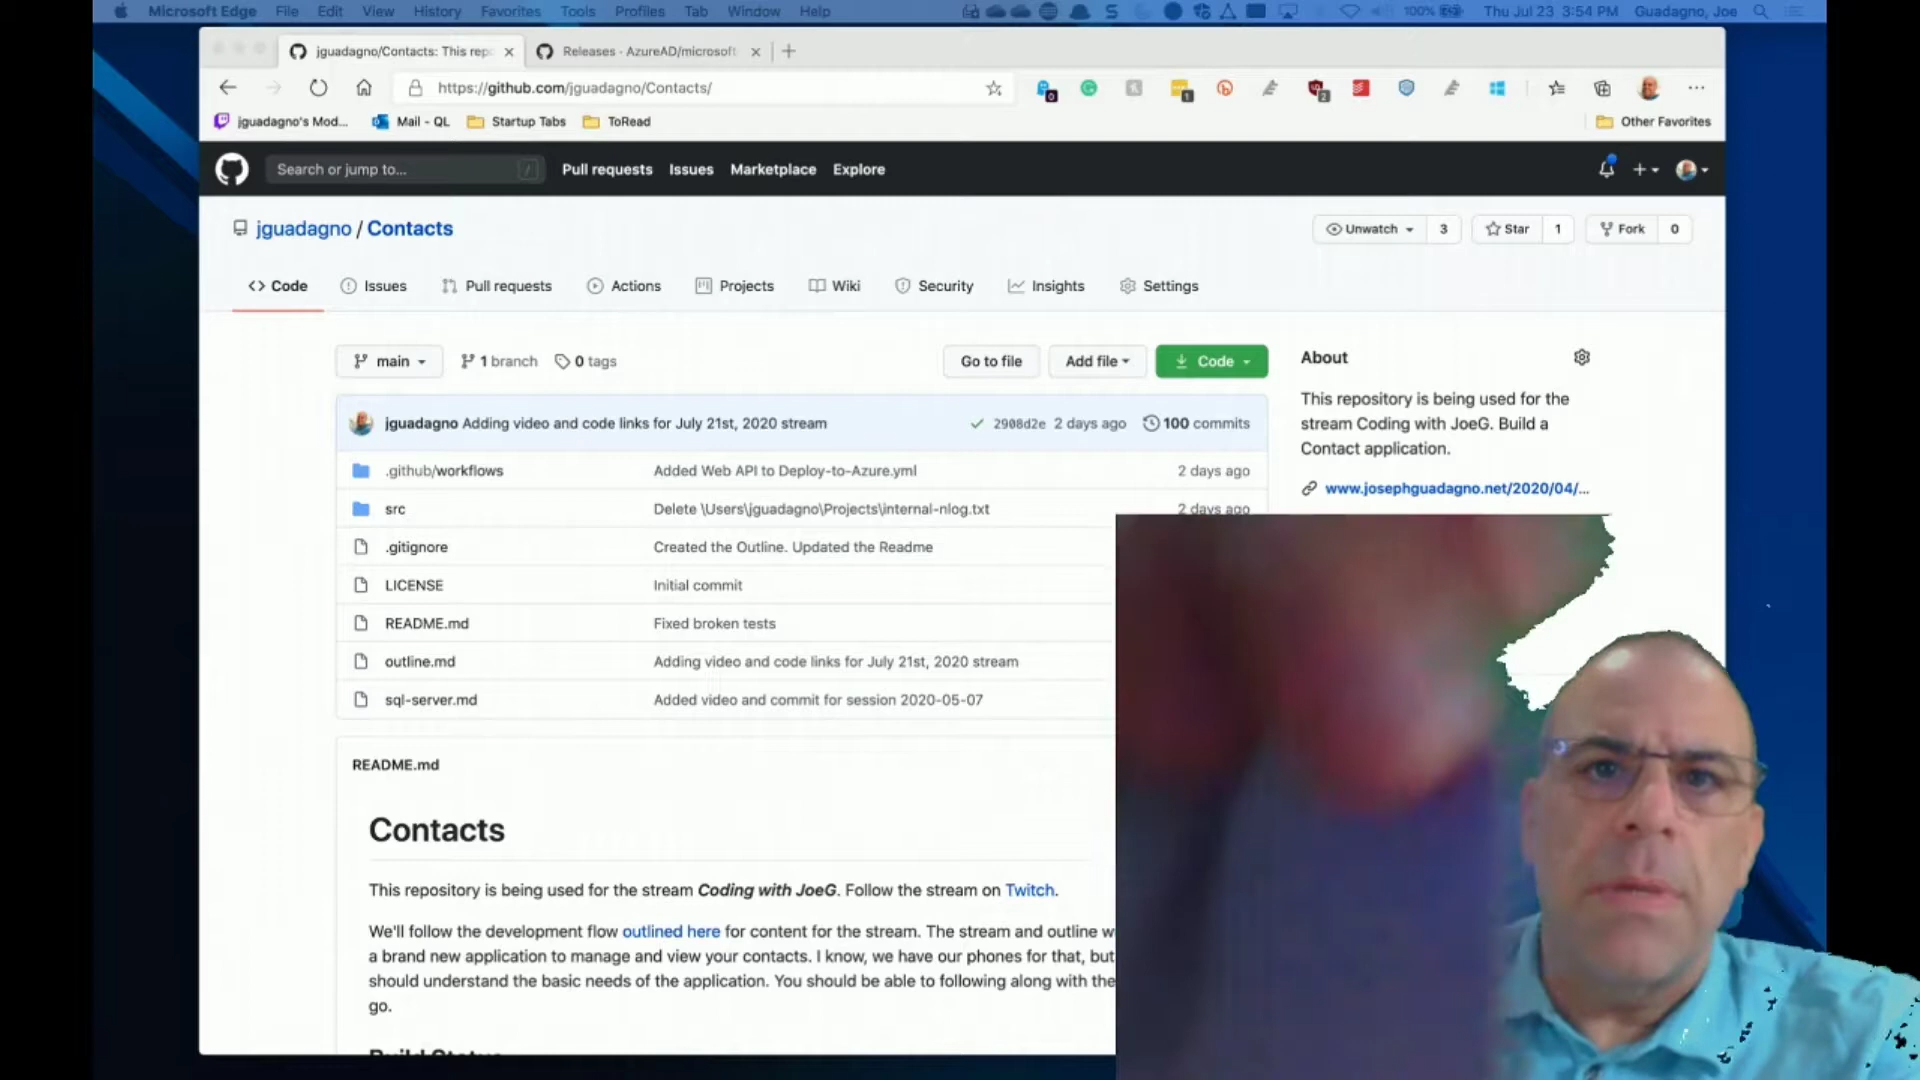 Microsoft Edge File Edit View History Favorites Tools Profiles Tab Window Help 100% Thu Jul 23 3:54 PM Guadagno, Joe
jguadagno/Contacts: This repo Releases · AzureAD/microsoft
https://github.com/jguadagno/Contacts/
jguadagno's Mod... Mail - QL Startup Tabs ToRead Other Favorites
Search or jump to... / Pull requests Issues Marketplace Explore
jguadagno / Contacts Unwatch 3 Star 1 Fork 0
Code Issues Pull requests Actions Projects Wiki Security Insights Settings
main 1 branch 0 tags Go to file Add file Code
About
This repository is being used for the
stream Coding with JoeG. Build a
Contact application.
www.josephguadagno.net/2020/04/...
jguadagno Adding video and code links for July 21st, 2020 stream 2908d2e 2 days ago 100 commits
.github/workflows Added Web API to Deploy-to-Azure.yml 2 days ago
src Delete \Users\jguadagno\Projects\internal-nlog.txt 2 days ago
.gitignore Created the Outline. Updated the Readme
LICENSE Initial commit
README.md Fixed broken tests
outline.md Adding video and code links for July 21st, 2020 stream
sql-server.md Added video and commit for session 2020-05-07
README.md
Contacts
This repository is being used for the stream Coding with JoeG. Follow the stream on Twitch.
We'll follow the development flow outlined here for content for the stream. The stream and outline w
a brand new application to manage and view your contacts. I know, we have our phones for that, but
should understand the basic needs of the application. You should be able to following along with the
go.
Build Status